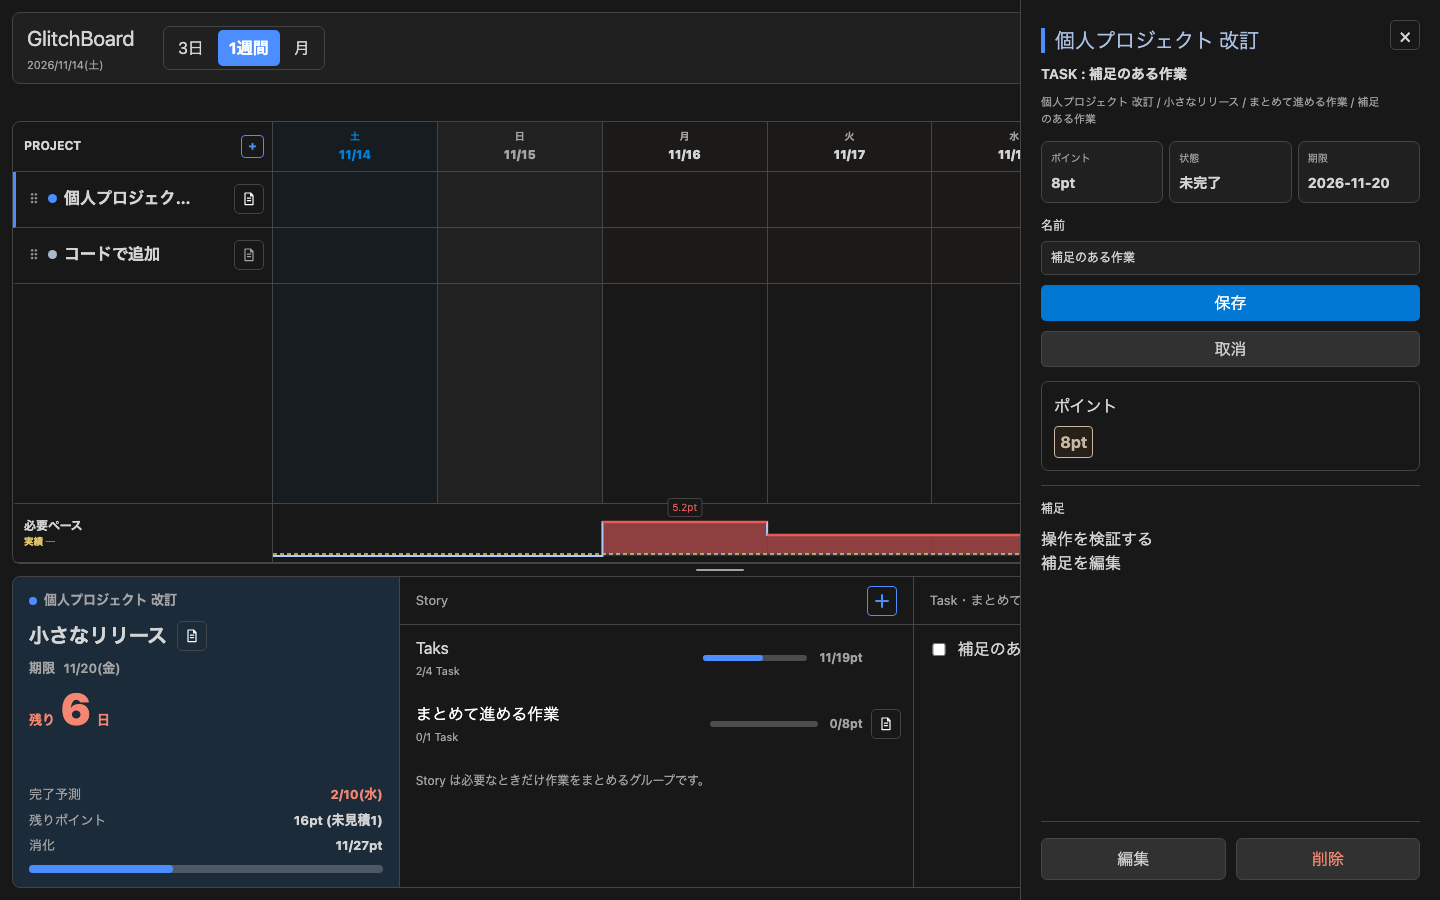 GlitchBoard
2026/11/14(土)
3日
1週間
月
PROJECT
+
土
11/14
日
11/15
月
11/16
火
11/17
水
個人プロジェク...
コードで追加
必要ペース
実績
5.2pt
個人プロジェクト 改訂
小さなリリース
期限 11/20(金)
残り 6 日
完了予測 2/10(水)
残りポイント 16pt (未見積1)
消化 11/27pt
Story
+
Taks
2/4 Task
11/19pt
まとめて進める作業
0/1 Task
0/8pt
Story は必要なときだけ作業をまとめるグループです。
Task・まとめて
補足のあ
個人プロジェクト 改訂
×
TASK : 補足のある作業
個人プロジェクト 改訂 / 小さなリリース / まとめて進める作業 / 補足
のある作業
ポイント
8pt
状態
未完了
期限
2026-11-20
名前
補足のある作業
保存
取消
ポイント
8pt
補足
操作を検証する
補足を編集
編集
削除